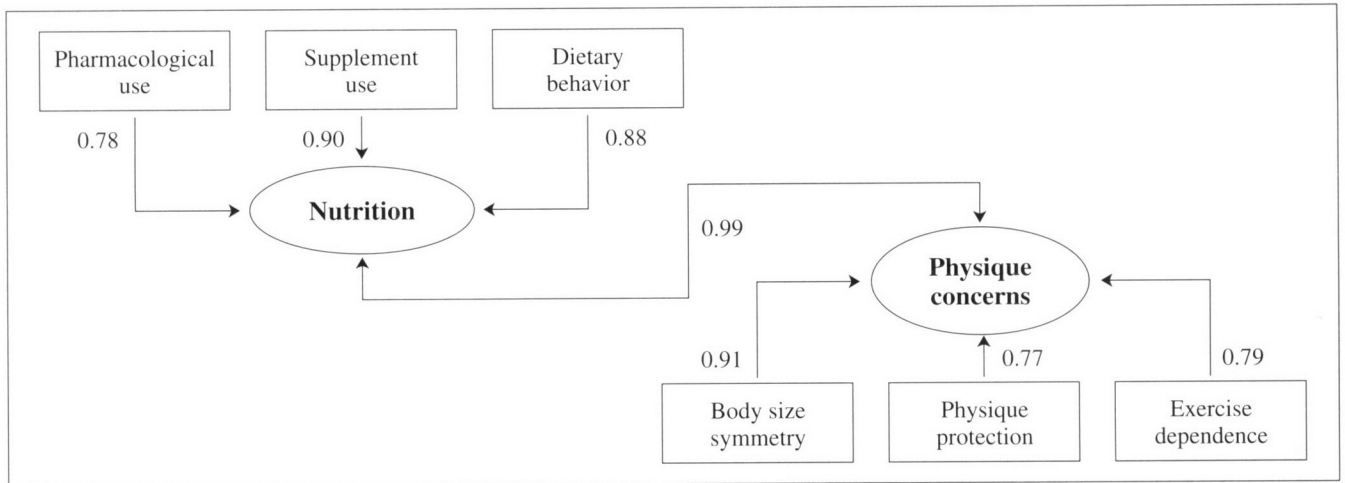 Pharmacological
use
Supplement
use
Dietary
behavior
0.78
0.90
0.88
Nutrition
0.99
Physique
concerns
0.91
0.77
0.79
Body size
symmetry
Physique
protection
Exercise
dependence